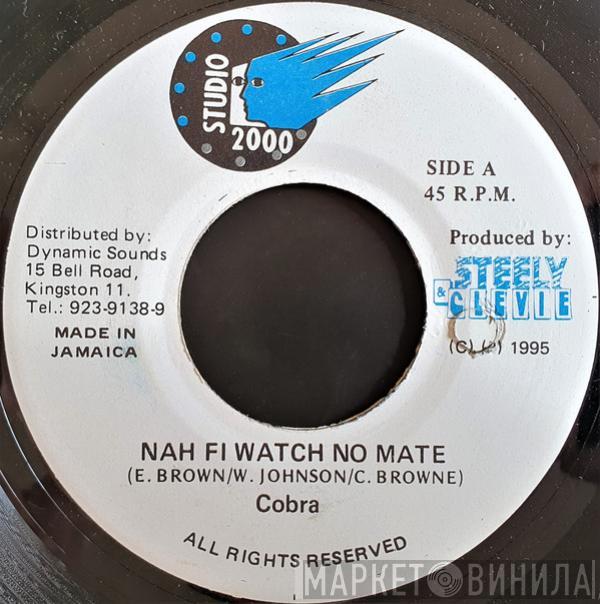 STUDIO
2000
SIDE A
45 R.P.M.
Distributed by:
Dynamic Sounds
15 Bell Road,
Kingston 11.
Tel.: 923-9138-9
MADE IN
JAMAICA
Produced by:
STEELY
& CLEVIE
(C) (P) 1995
NAH FI WATCH NO MATE
(E. BROWN/W. JOHNSON/C. BROWNE)
Cobra
ALL RIGHTS RESERVED
МАРКЕТ ВИНИЛА